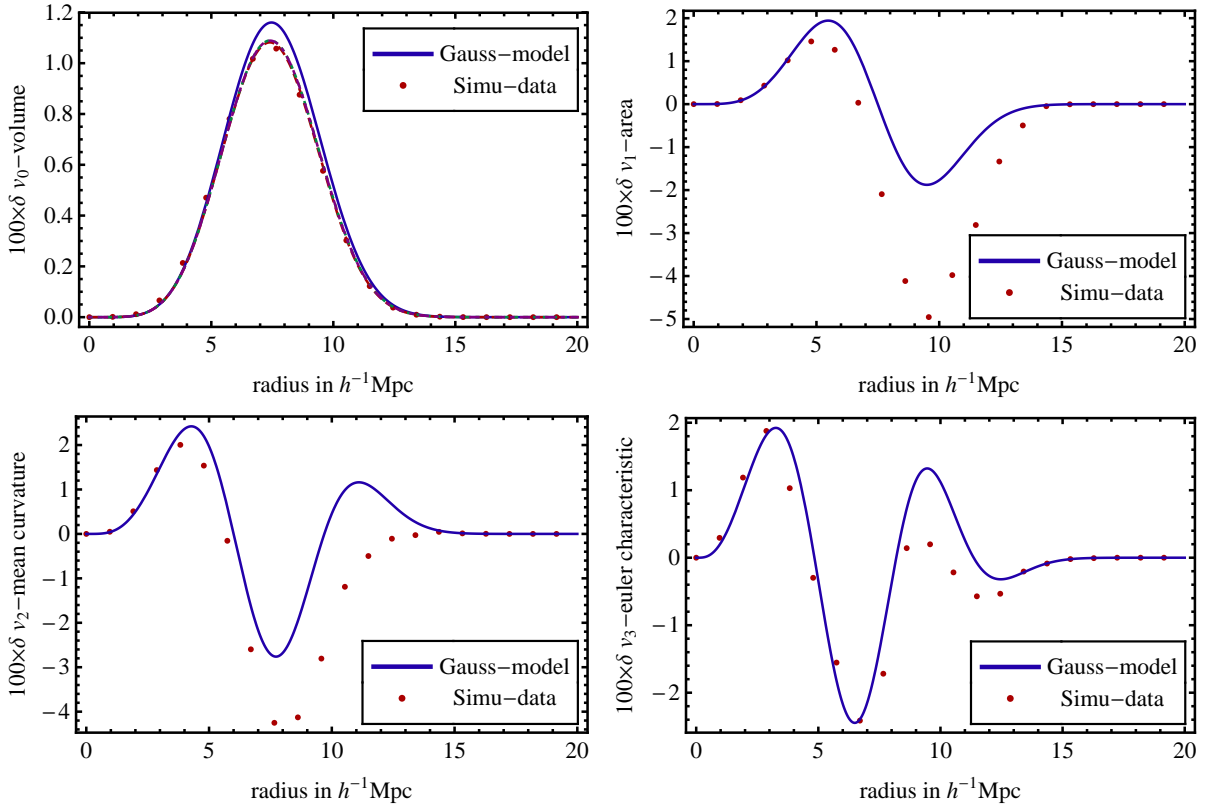 100×δ v₀−volume
1.2
1.0
0.8
0.6
0.4
0.2
0.0
Gauss−model
Simu−data
0 5 10 15 20
radius in h⁻¹Mpc
100×δ v₁−area
2
1
0
−1
−2
−3
−4
−5
Gauss−model
Simu−data
0 5 10 15 20
radius in h⁻¹Mpc
100×δ v₂−mean curvature
2
1
0
−1
−2
−3
−4
Gauss−model
Simu−data
0 5 10 15 20
radius in h⁻¹Mpc
100×δ v₃−euler characteristic
2
1
0
−1
−2
Gauss−model
Simu−data
0 5 10 15 20
radius in h⁻¹Mpc